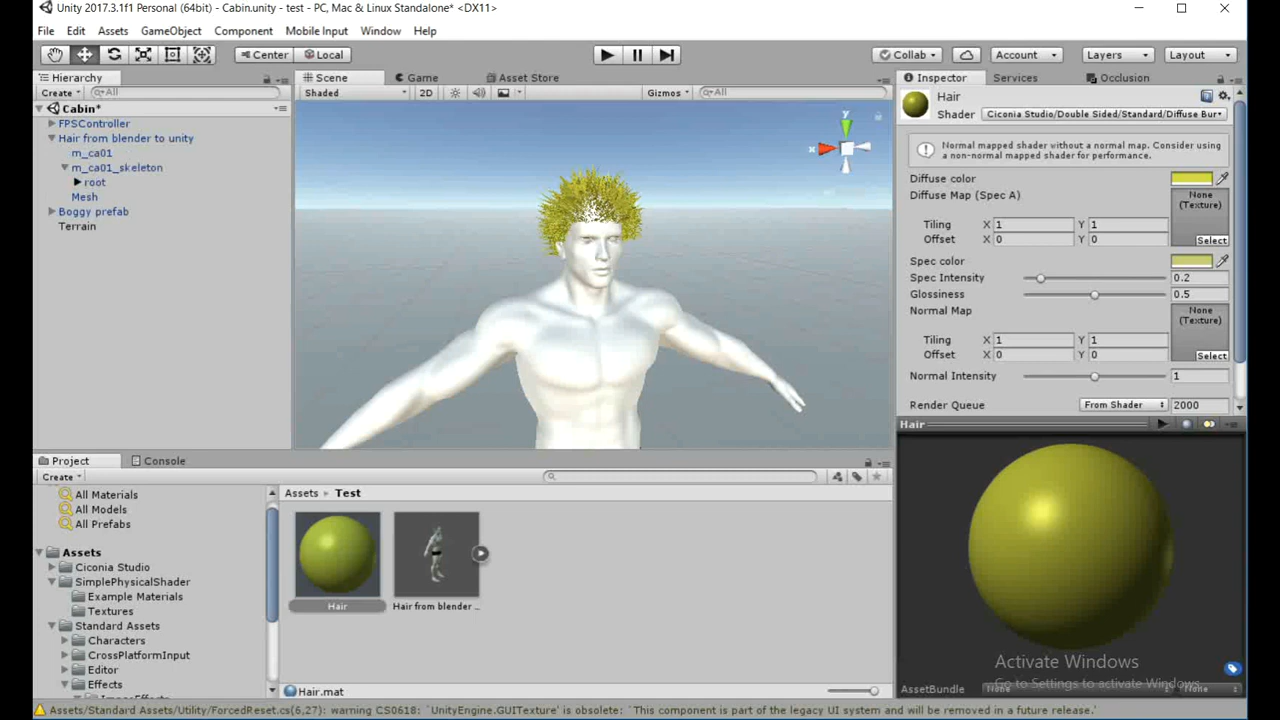 Unity 2017.3.1f1 Personal (64bit) - Cabin.unity - test - PC, Mac & Linux Standalone* <DX11>
File Edit Assets GameObject Component Mobile Input Window Help
Center Local Collab Account Layers Layout
Hierarchy Scene Game Asset Store Inspector Services Occlusion
Create All Shaded 2D Gizmos All
Cabin*
FPSController
Hair from blender to unity
m_ca01
m_ca01_skeleton
root
Mesh
Boggy prefab
Terrain
y
x
Hair
Shader Ciconia Studio/Double Sided/Standard/Diffuse Bur
Normal mapped shader without a normal map. Consider using
a non-normal mapped shader for performance.
Diffuse color
Diffuse Map (Spec A)
None
(Texture)
Tiling X 1 Y 1
Offset X 0 Y 0
Select
Spec color
Spec Intensity 0.2
Glossiness 0.5
Normal Map
None
(Texture)
Tiling X 1 Y 1
Offset X 0 Y 0
Select
Normal Intensity 1
Render Queue From Shader 2000
Hair
Project Console
Create
All Materials
All Models
All Prefabs
Assets
Ciconia Studio
SimplePhysicalShader
Example Materials
Textures
Standard Assets
Characters
CrossPlatformInput
Editor
Effects
ImageEffects
Assets Test
Hair
Hair from blender ...
Hair.mat
Activate Windows
Go to Settings to activate Windows.
AssetBundle None None
Assets/Standard Assets/Utility/ForcedReset.cs(6,27): warning CS0618: `UnityEngine.GUITexture' is obsolete: `This component is part of the legacy UI system and will be removed in a future release.'